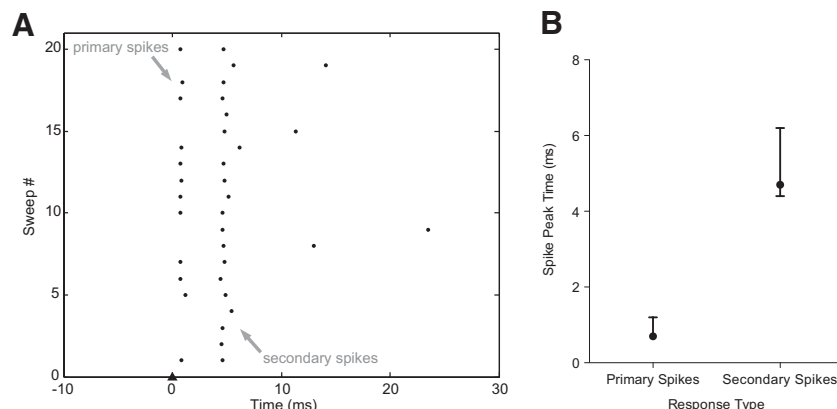 A
B
20
primary spikes
15
10
5
0
Sweep #
secondary spikes
-10
0
10
20
30
Time (ms)
8
6
4
2
0
Spike Peak Time (ms)
Primary Spikes
Secondary Spikes
Response Type